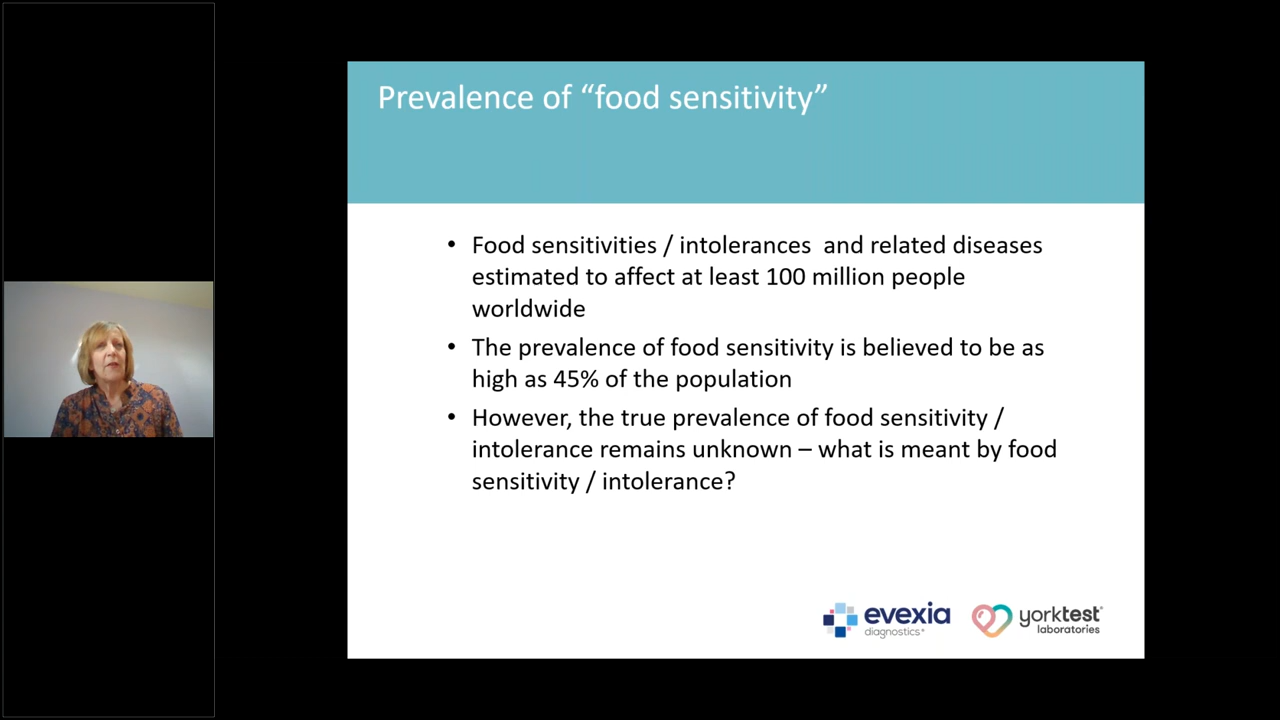 Prevalence of “food sensitivity”
• Food sensitivities / intolerances  and related diseases
estimated to affect at least 100 million people
worldwide
• The prevalence of food sensitivity is believed to be as
high as 45% of the population
• However, the true prevalence of food sensitivity /
intolerance remains unknown – what is meant by food
sensitivity / intolerance?
evexia
diagnostics
yorktest
laboratories